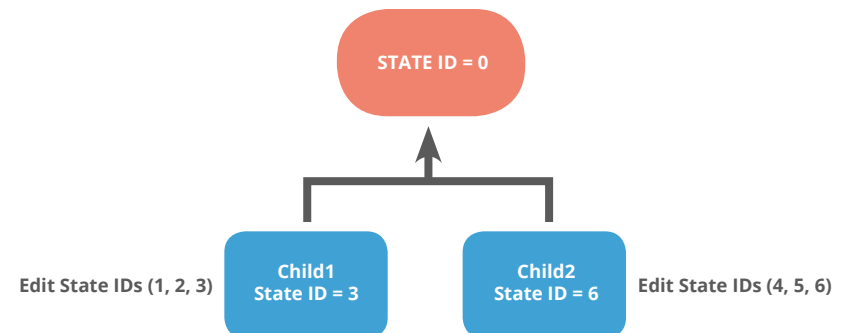 STATE ID = 0
Edit State IDs (1, 2, 3)
Child1
State ID = 3
Child2
State ID = 6
Edit State IDs (4, 5, 6)